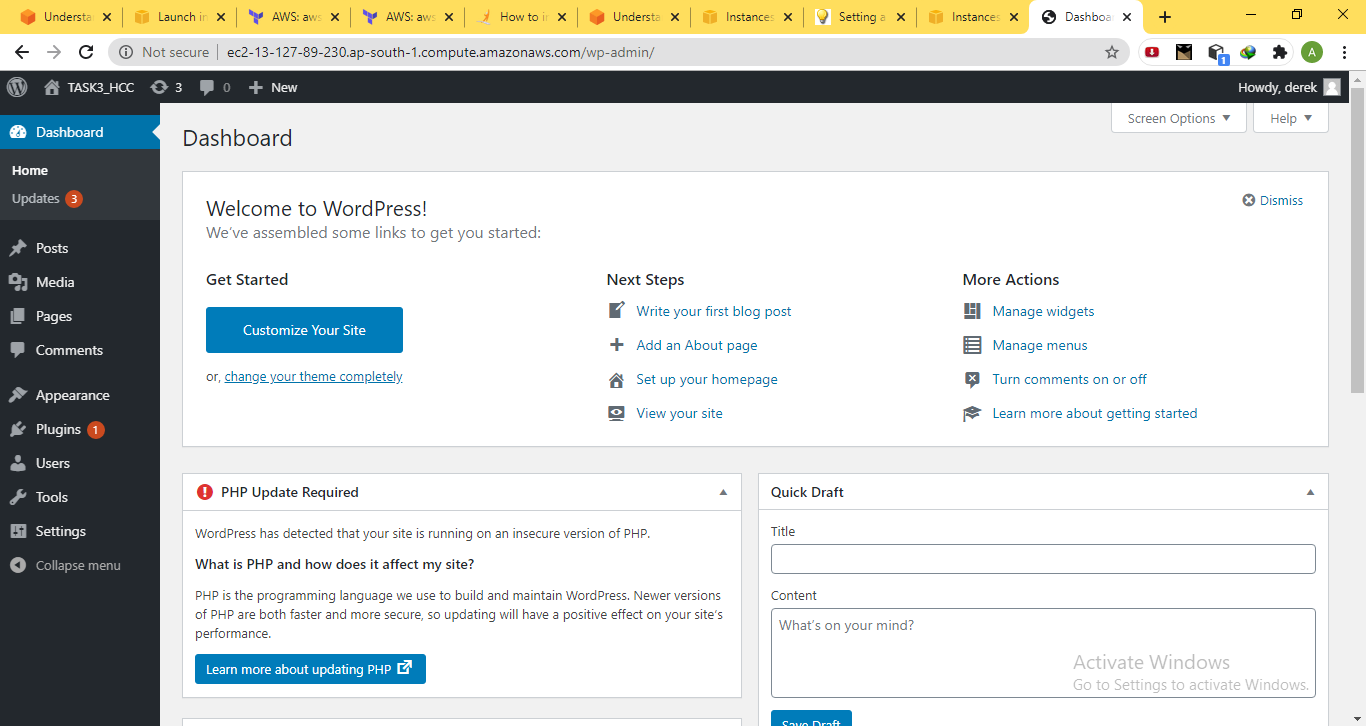 Understa
Launch in
AWS: aws
AWS: aws
How to in
Understa
Instances
Setting a
Instances
Dashboar
Not secure
ec2-13-127-89-230.ap-south-1.compute.amazonaws.com/wp-admin/
1
A
TASK3_HCC
3
0
New
Howdy, derek
Dashboard
Home
Updates 3
Posts
Media
Pages
Comments
Appearance
Plugins 1
Users
Tools
Settings
Collapse menu
Dashboard
Screen Options
Help
Dismiss
Welcome to WordPress!
We've assembled some links to get you started:
Get Started
Customize Your Site
or, change your theme completely
Next Steps
Write your first blog post
Add an About page
Set up your homepage
View your site
More Actions
Manage widgets
Manage menus
Turn comments on or off
Learn more about getting started
PHP Update Required
WordPress has detected that your site is running on an insecure version of PHP.
What is PHP and how does it affect my site?
PHP is the programming language we use to build and maintain WordPress. Newer versions
of PHP are both faster and more secure, so updating will have a positive effect on your site's
performance.
Learn more about updating PHP
Quick Draft
Title
Content
What's on your mind?
Save Draft
Activate Windows
Go to Settings to activate Windows.